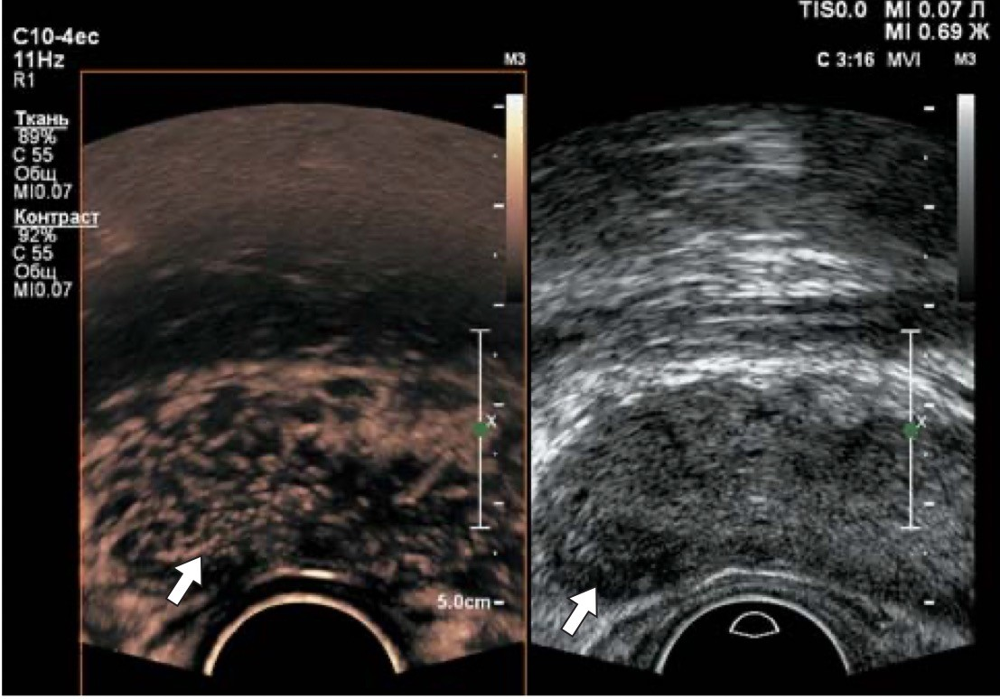 C10-4ec
11Hz
R1
Ткань
89%
C 55
Общ
MI0.07
Контраст
92%
C 55
Общ
MI0.07
M3
TIS0.0 MI 0.07 Л
MI 0.69 Ж
C 3:16 MVI M3
x
5.0cm
x